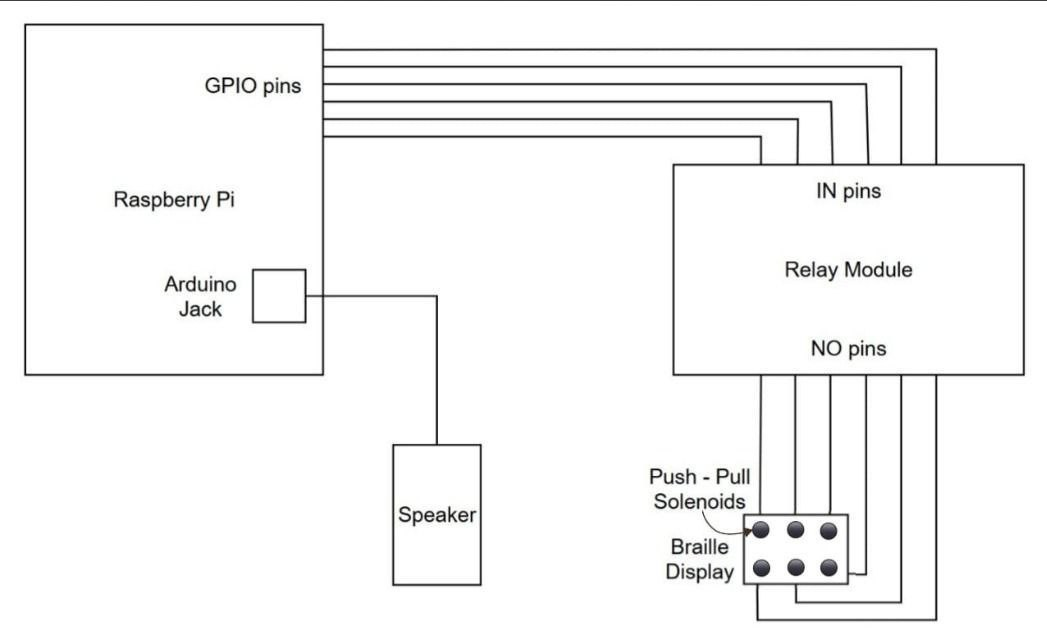 GPIO pins
Raspberry Pi
Arduino
Jack
Speaker
IN pins
Relay Module
NO pins
Push - Pull
Solenoids
Braille
Display